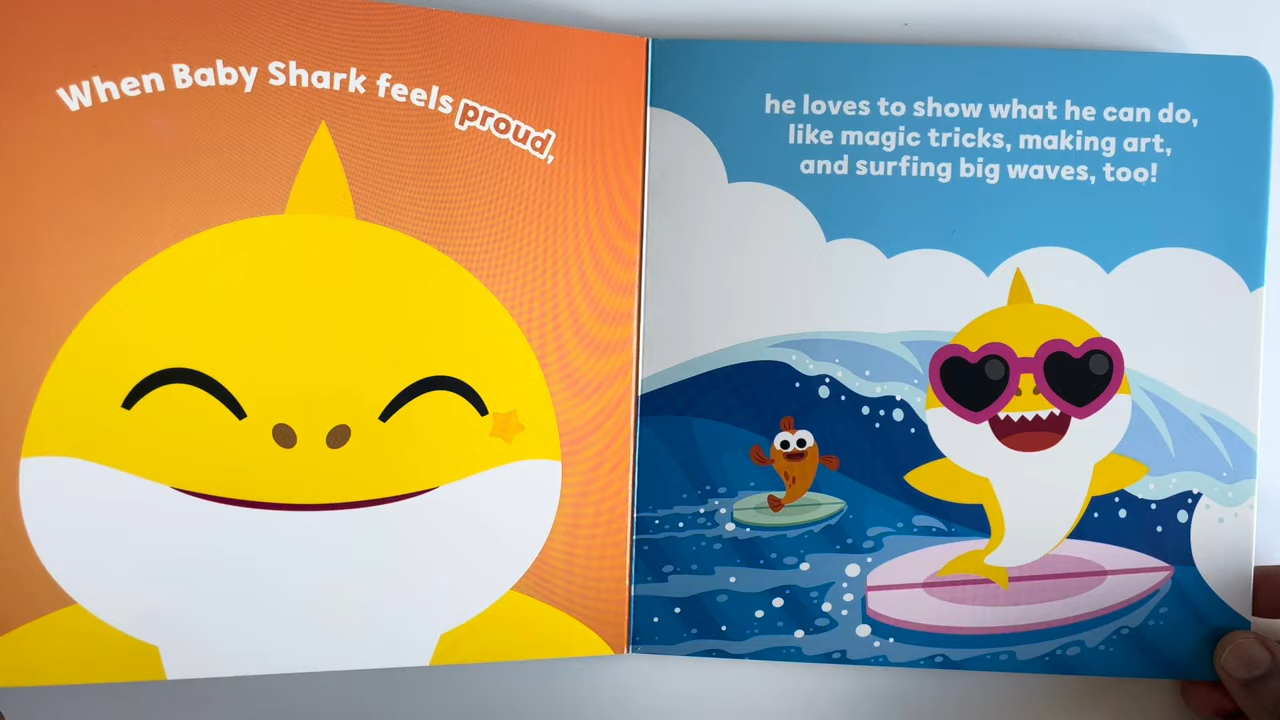 When Baby Shark feels proud,
he loves to show what he can do,
like magic tricks, making art,
and surfing big waves, too!